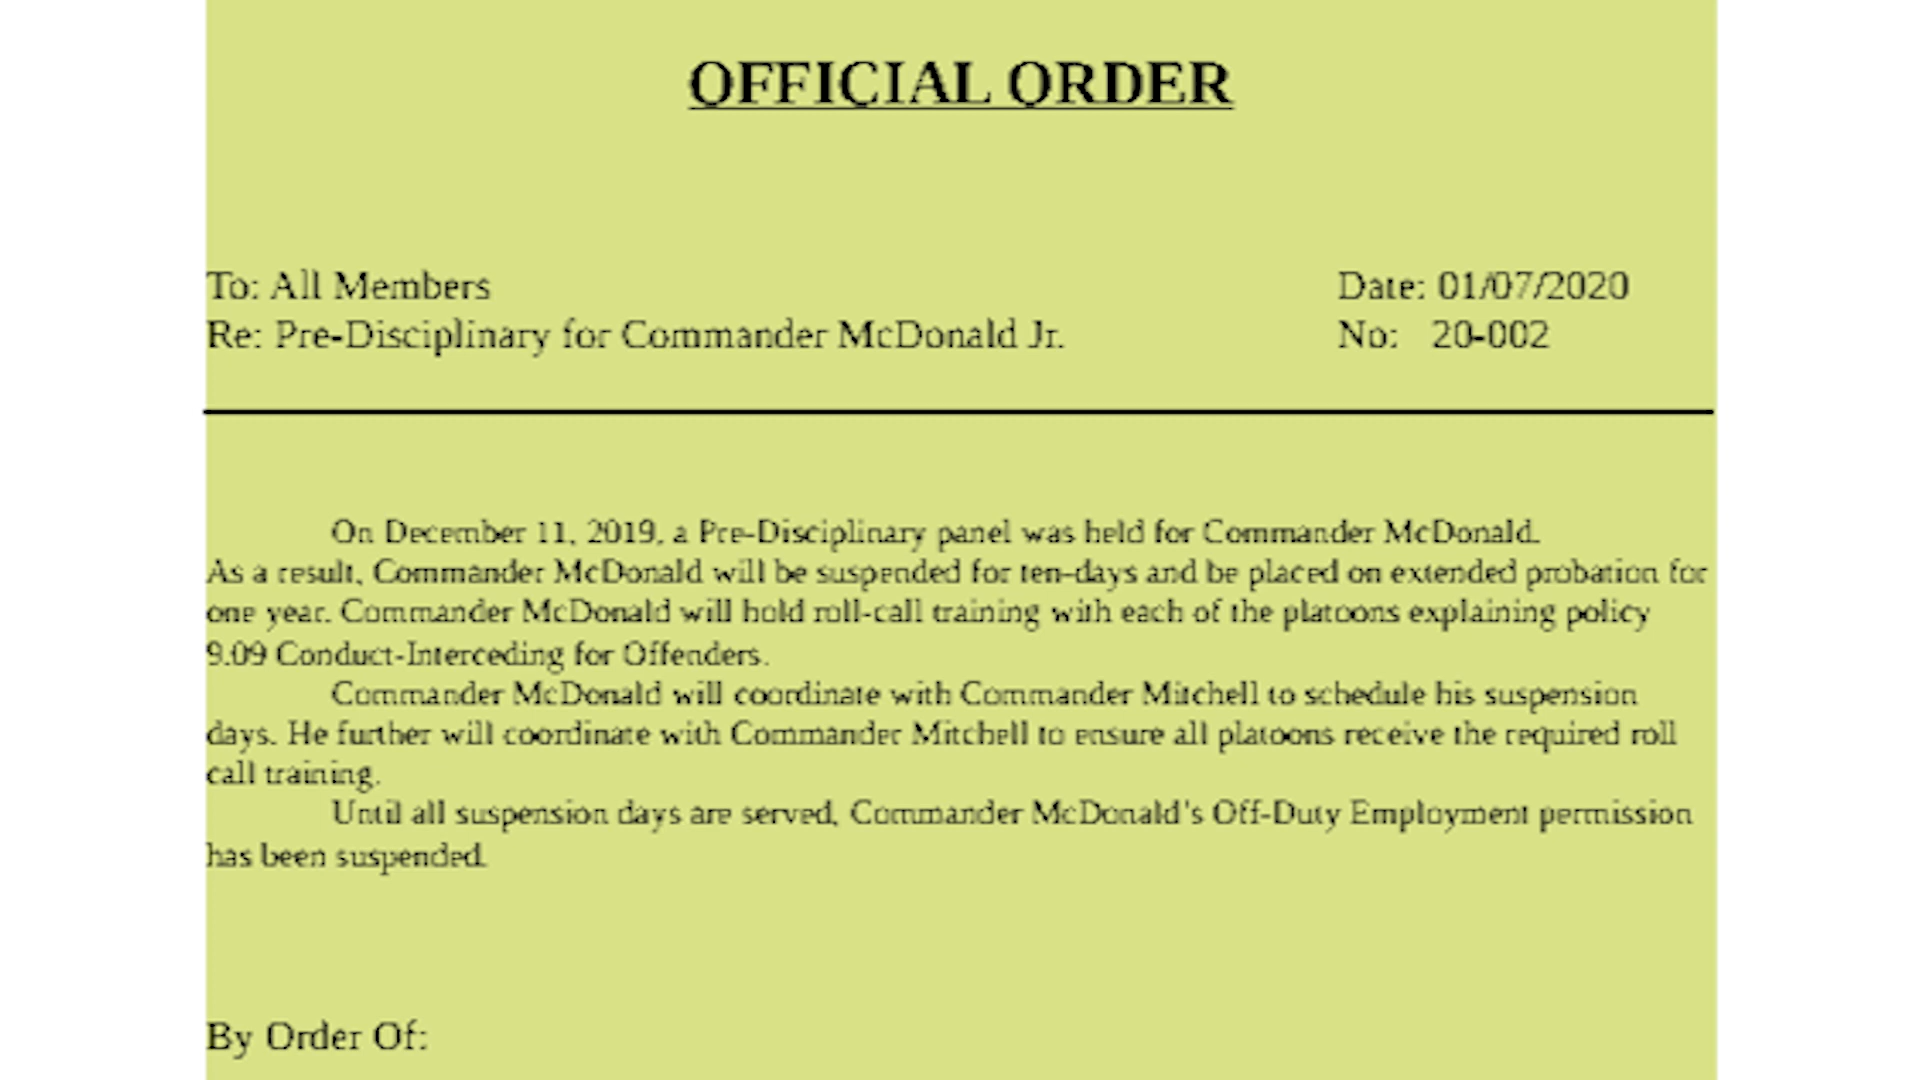 OFFICIAL ORDER
To: All Members
Date: 01/07/2020
Re: Pre-Disciplinary for Commander McDonald Jr.
No: 20-002
On December 11, 2019, a Pre-Disciplinary panel was held for Commander McDonald.
As a result, Commander McDonald will be suspended for ten-days and be placed on extended probation for
one year. Commander McDonald will hold roll-call training with each of the platoons explaining policy
9.09 Conduct-Interceding for Offenders.
Commander McDonald will coordinate with Commander Mitchell to schedule his suspension
days. He further will coordinate with Commander Mitchell to ensure all platoons receive the required roll
call training.
Until all suspension days are served, Commander McDonald's Off-Duty Employment permission
has been suspended.
By Order Of: